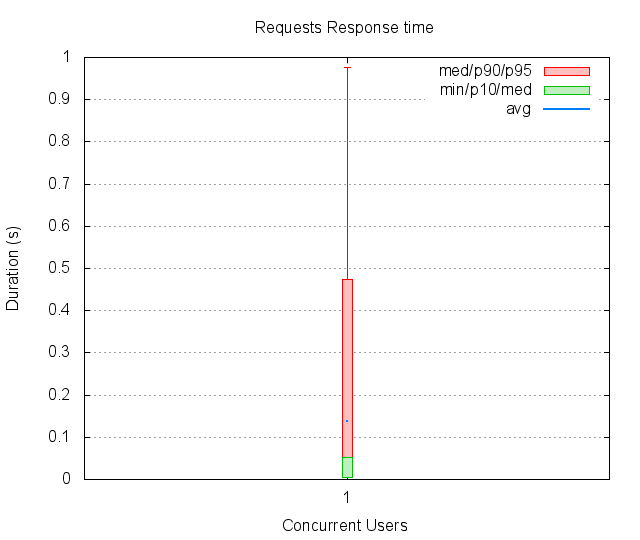 Requests Response time
1
0.9
0.8
0.7
0.6
0.5
0.4
0.3
0.2
0.1
0
Duration (s)
med/p90/p95
min/p10/med
avg
1
Concurrent Users